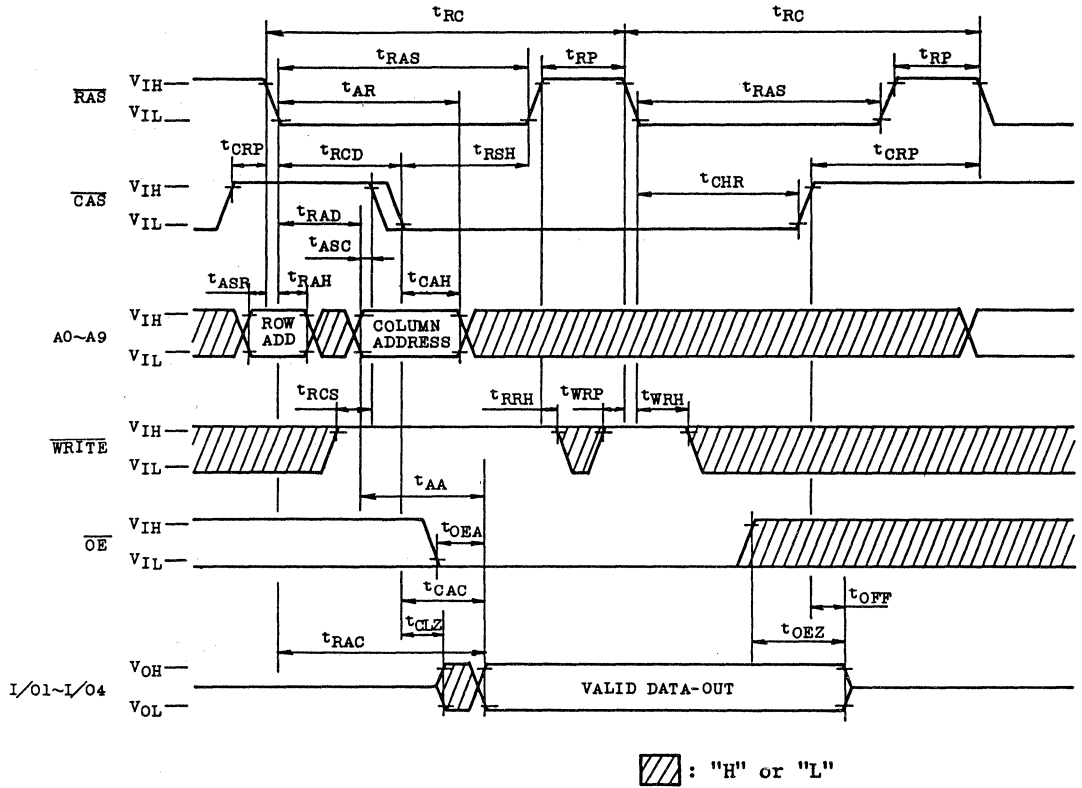 tRC tRC
tRAS tRP tRP
RAS VIH VIL tAR tRAS
tCRP tRCD tRSH tCRP
CAS VIH VIL tCHR
tRAD
tASC
tASR tRAH tCAH
A0~A9 VIH VIL ROW ADD COLUMN ADDRESS
tRCS tRRH tWRP tWRH
WRITE VIH VIL
tAA
OE VIH VIL tOEA
tCAC tOFF
tCLZ tOEZ
tRAC
I/O1~I/O4 VOH VOL VALID DATA-OUT
: "H" or "L"